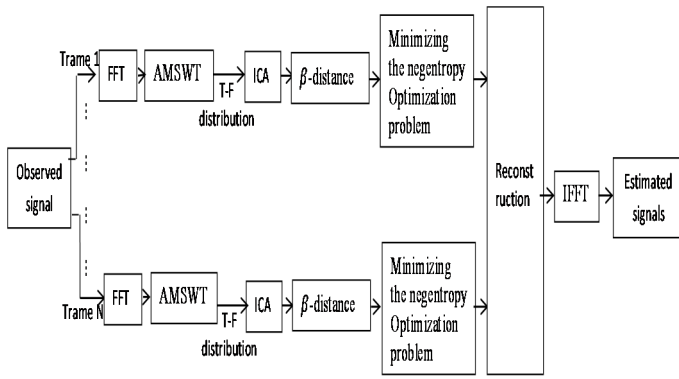 Trame 1
FFT
AMSWT
T-F
distribution
ICA
β-distance
Minimizing
the negentropy
Optimization
problem
Observed
signal
Reconst
ruction
IFFT
Estimated
signals
Trame N
FFT
AMSWT
T-F
distribution
ICA
β-distance
Minimizing
the negentropy
Optimization
problem